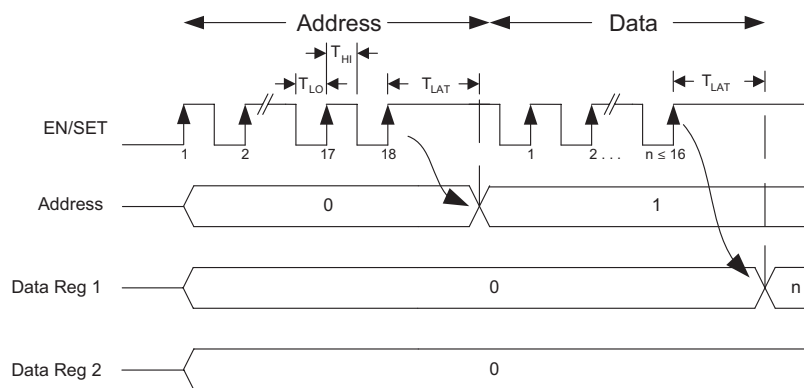 Address Data
T_HI
T_LO T_LAT T_LAT
EN/SET
1 2 17 18 1 2 . . . n ≤ 16
Address 0 1
Data Reg 1 0 n
Data Reg 2 0